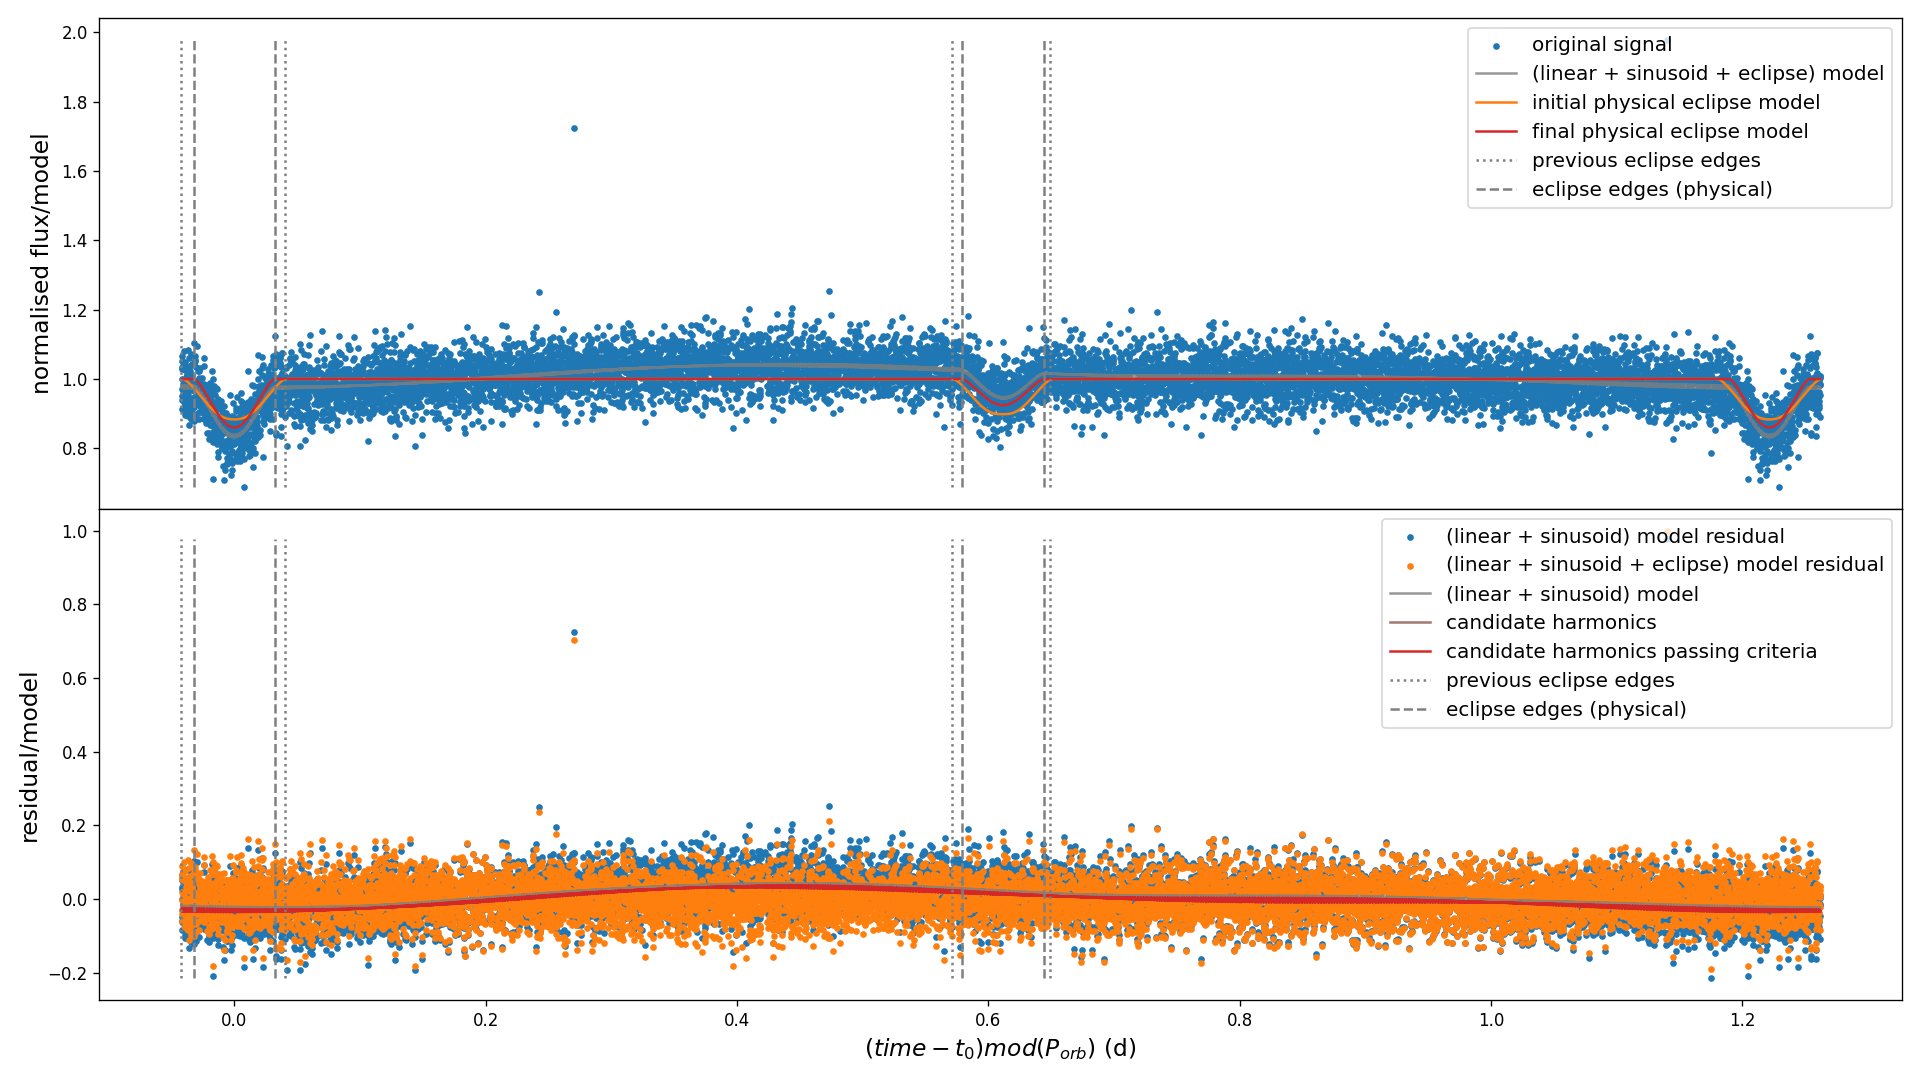 normalised flux/model
2.0
1.8
1.6
1.4
1.2
1.0
0.8
original signal
(linear + sinusoid + eclipse) model
initial physical eclipse model
final physical eclipse model
previous eclipse edges
eclipse edges (physical)
residual/model
1.0
0.8
0.6
0.4
0.2
0.0
−0.2
(linear + sinusoid) model residual
(linear + sinusoid + eclipse) model residual
(linear + sinusoid) model
candidate harmonics
candidate harmonics passing criteria
previous eclipse edges
eclipse edges (physical)
0.0 0.2 0.4 0.6 0.8 1.0 1.2
(time − t₀)mod(Pₒᵣb) (d)